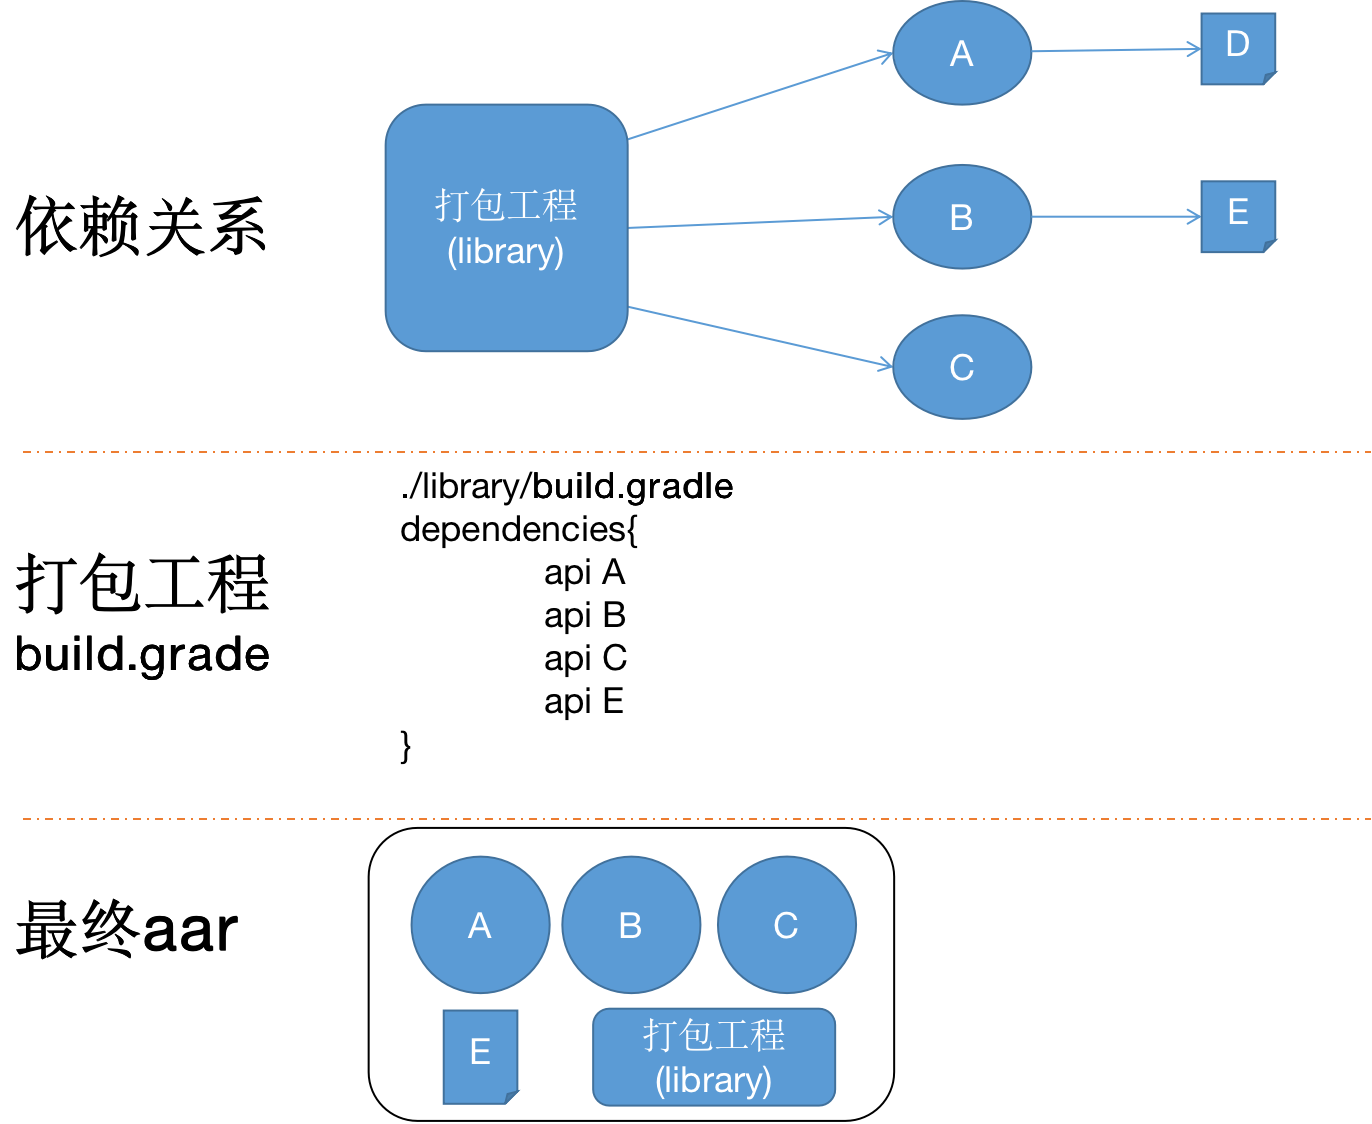 A
D
打包工程
(library)
依赖关系
B
E
C
./library/build.gradle
dependencies{
api A
api B
api C
api E
}
打包工程
build.grade
最终aar
A
B
C
E
打包工程
(library)